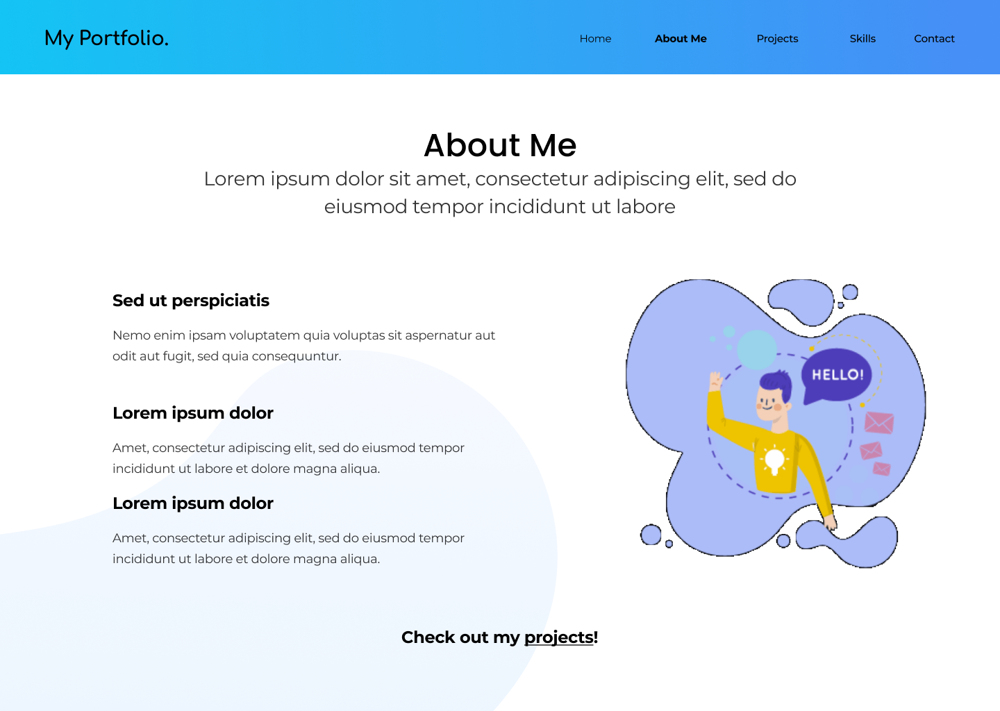 My Portfolio.
Home About Me Projects Skills Contact
About Me
Lorem ipsum dolor sit amet, consectetur adipiscing elit, sed do
eiusmod tempor incididunt ut labore
Sed ut perspiciatis
Nemo enim ipsam voluptatem quia voluptas sit aspernatur aut
odit aut fugit, sed quia consequuntur.
Lorem ipsum dolor
Amet, consectetur adipiscing elit, sed do eiusmod tempor
incididunt ut labore et dolore magna aliqua.
Lorem ipsum dolor
Amet, consectetur adipiscing elit, sed do eiusmod tempor
incididunt ut labore et dolore magna aliqua.
HELLO!
Check out my projects!